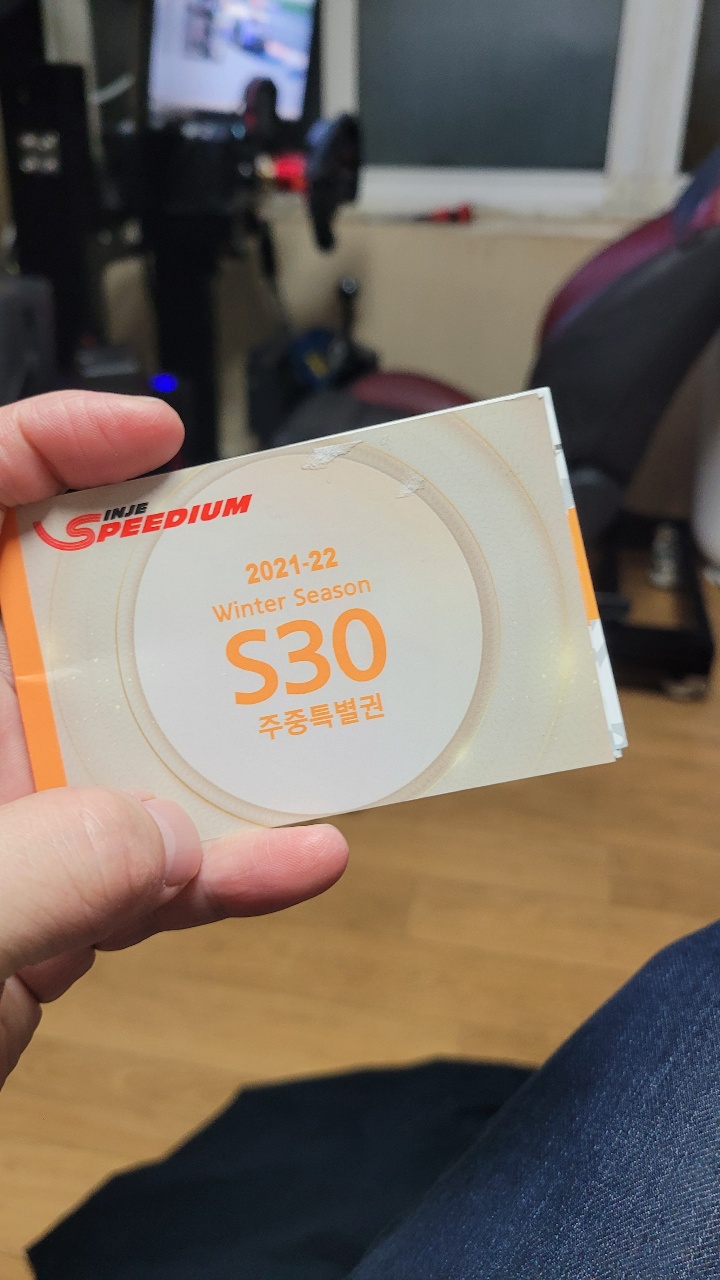 INJE
SPEEDIUM
2021-22
Winter Season
S30
주중특별권